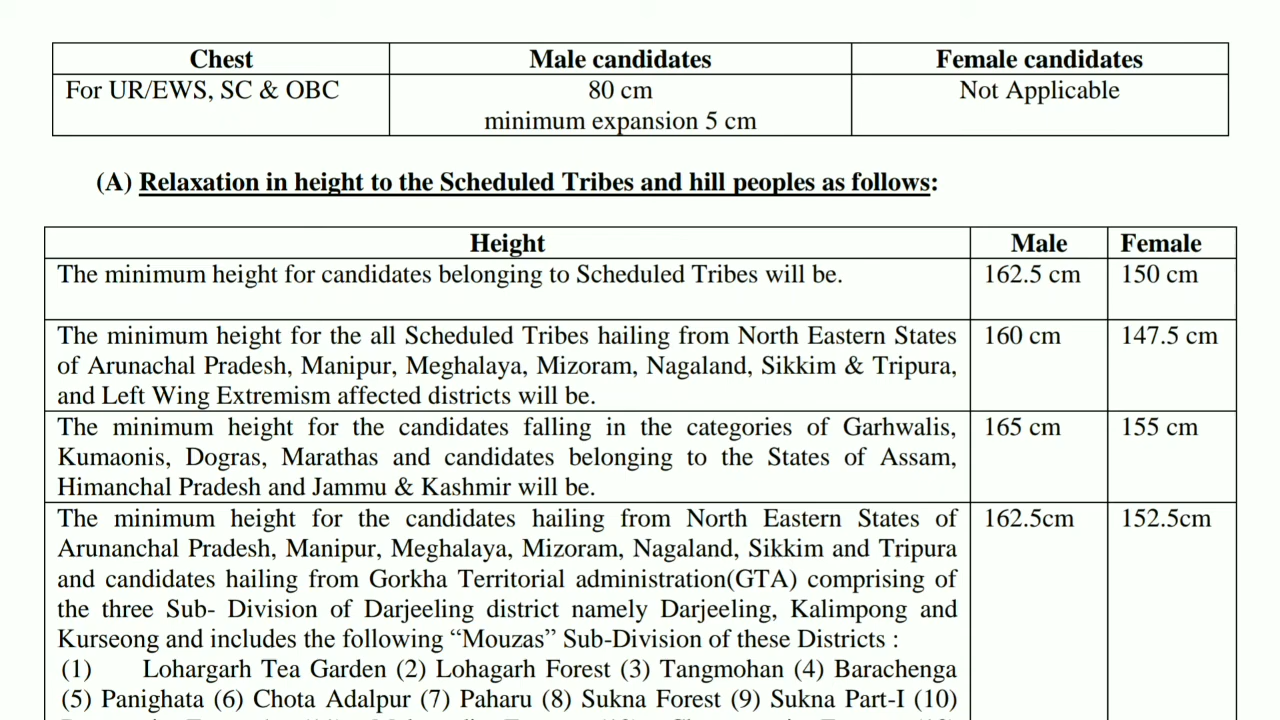 Chest Male candidates Female candidates
For UR/EWS, SC & OBC 80 cm Not Applicable
minimum expansion 5 cm
(A) Relaxation in height to the Scheduled Tribes and hill peoples as follows:
Height Male Female
The minimum height for candidates belonging to Scheduled Tribes will be. 162.5 cm 150 cm
The minimum height for the all Scheduled Tribes hailing from North Eastern States 160 cm 147.5 cm
of Arunachal Pradesh, Manipur, Meghalaya, Mizoram, Nagaland, Sikkim & Tripura,
and Left Wing Extremism affected districts will be.
The minimum height for the candidates falling in the categories of Garhwalis, 165 cm 155 cm
Kumaonis, Dogras, Marathas and candidates belonging to the States of Assam,
Himanchal Pradesh and Jammu & Kashmir will be.
The minimum height for the candidates hailing from North Eastern States of 162.5cm 152.5cm
Arunanchal Pradesh, Manipur, Meghalaya, Mizoram, Nagaland, Sikkim and Tripura
and candidates hailing from Gorkha Territorial administration(GTA) comprising of
the three Sub- Division of Darjeeling district namely Darjeeling, Kalimpong and
Kurseong and includes the following “Mouzas” Sub-Division of these Districts :
(1) Lohargarh Tea Garden (2) Lohagarh Forest (3) Tangmohan (4) Barachenga
(5) Panighata (6) Chota Adalpur (7) Paharu (8) Sukna Forest (9) Sukna Part-I (10)